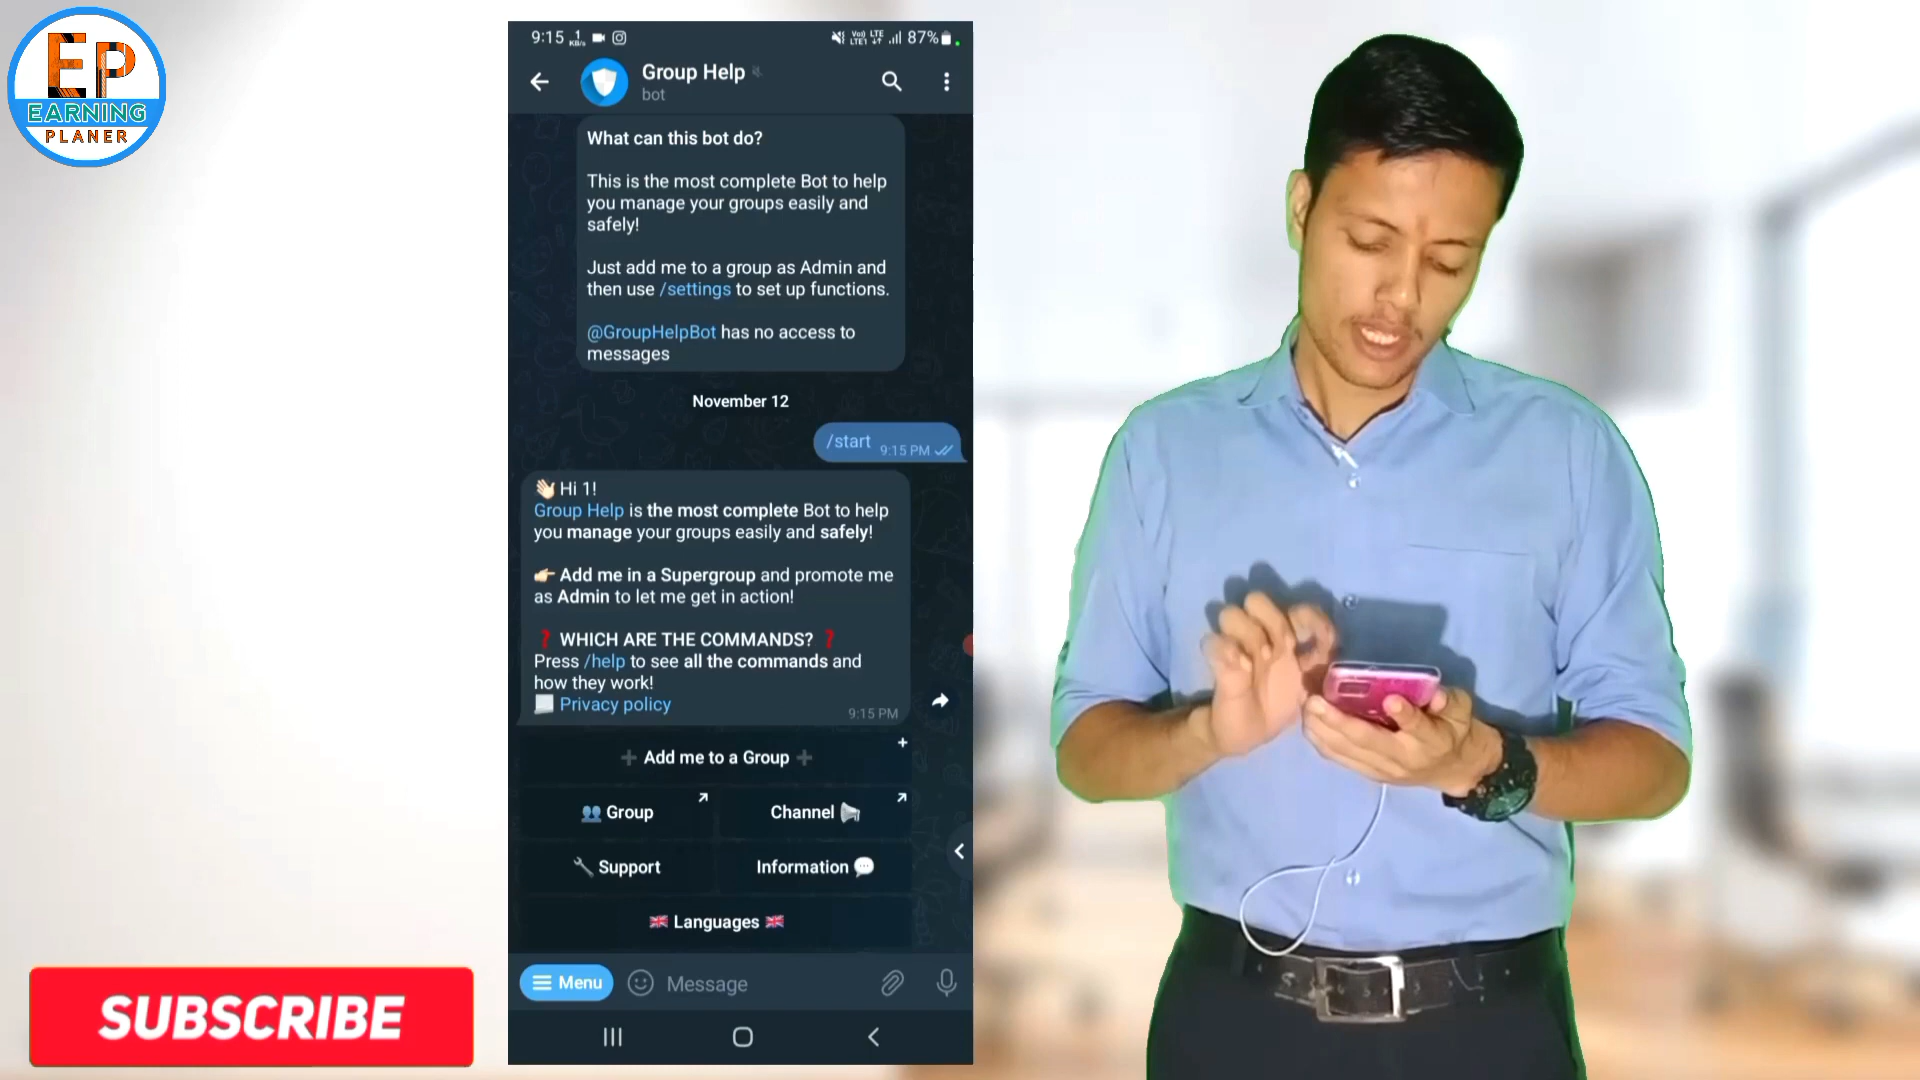 EP
EARNING
PLANER
9:15 1 KB/s
Vo)) LTE
LTE1
87%
Group Help
bot
What can this bot do?
This is the most complete Bot to help
you manage your groups easily and
safely!
Just add me to a group as Admin and
then use /settings to set up functions.
@GroupHelpBot has no access to
messages
November 12
/start 9:15 PM
👋🏻 Hi 1!
Group Help is the most complete Bot to help
you manage your groups easily and safely!
👉🏻 Add me in a Supergroup and promote me
as Admin to let me get in action!
❓ WHICH ARE THE COMMANDS? ❓
Press /help to see all the commands and
how they work!
📃 Privacy policy
9:15 PM
➕ Add me to a Group ➕
👥 Group
Channel 📢
🔧 Support
Information 💬
🇬🇧 Languages 🇬🇧
Menu
Message
SUBSCRIBE